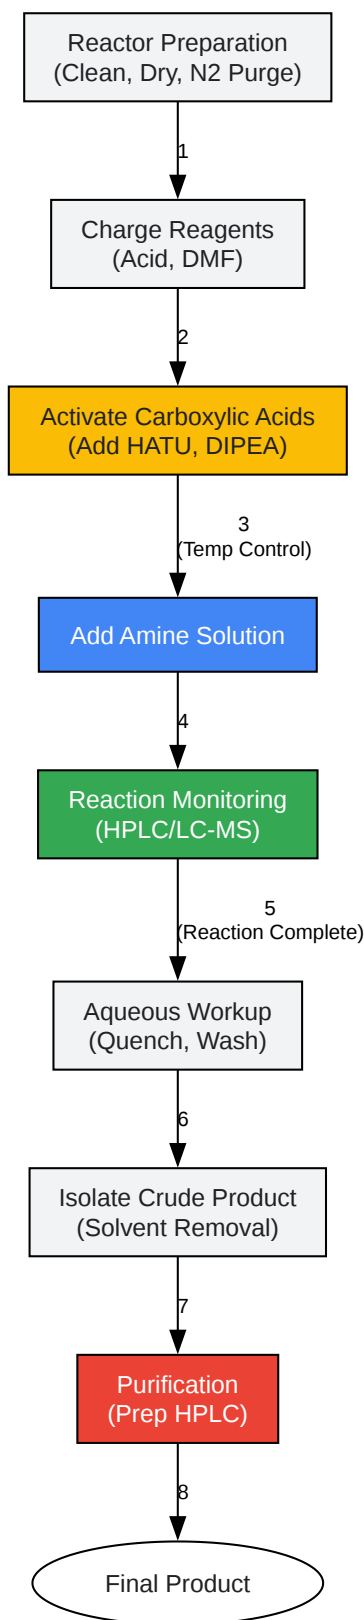 Reactor Preparation
(Clean, Dry, N2 Purge)
1
Charge Reagents
(Acid, DMF)
2
Activate Carboxylic Acids
(Add HATU, DIPEA)
3
(Temp Control)
Add Amine Solution
4
Reaction Monitoring
(HPLC/LC-MS)
5
(Reaction Complete)
Aqueous Workup
(Quench, Wash)
6
Isolate Crude Product
(Solvent Removal)
7
Purification
(Prep HPLC)
8
Final Product